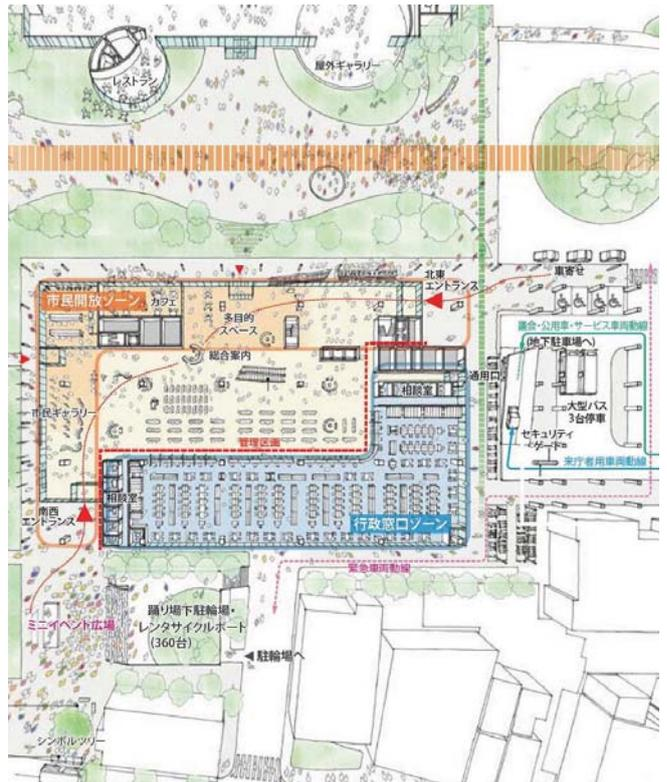 レストラン
屋外ギャラリー
市民開放ゾーン
カフェ
多目的
スペース
北東
エントランス
車寄せ
総合案内
議会・公用車・サービス車両動線
(地下駐車場へ)
通用口
相談室
大型バス
3台停車
市民ギャラリー
管理区画
セキュリティ
ゲート
来庁者用車両動線
相談室
南西
エントランス
行政窓口ゾーン
緊急車両動線
ミニイベント広場
踊り場下駐輪場・
レンタサイクルポート
(360台)
駐輪場へ
シンボルツリー